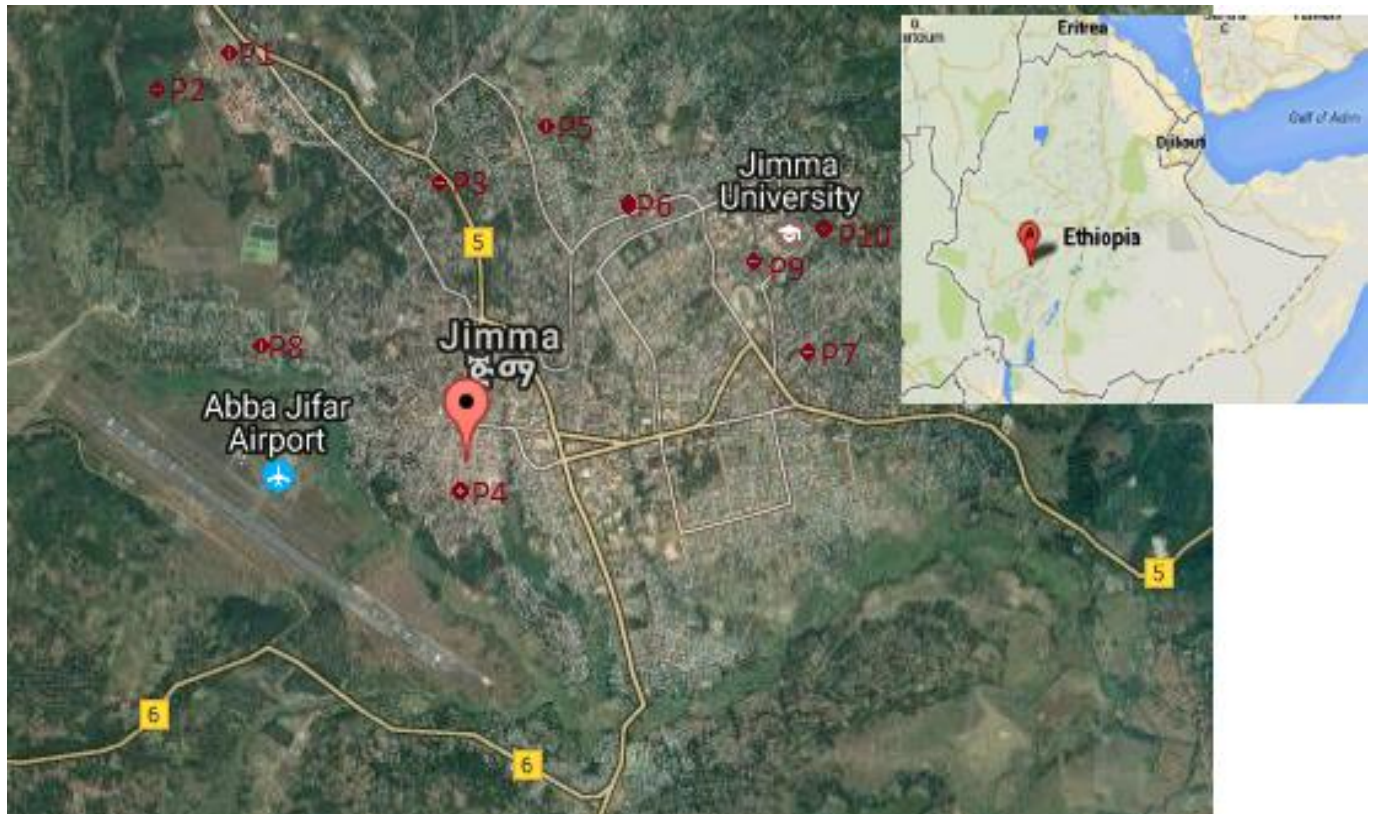 P1
P2
P5
P3
Jimma
University
P6
5
P10
P9
Jimma
ጅማ
P8
P7
Abba Jifar
Airport
P4
5
6
6
Eritrea
Gulf of Aden
Djibouti
A
Ethiopia